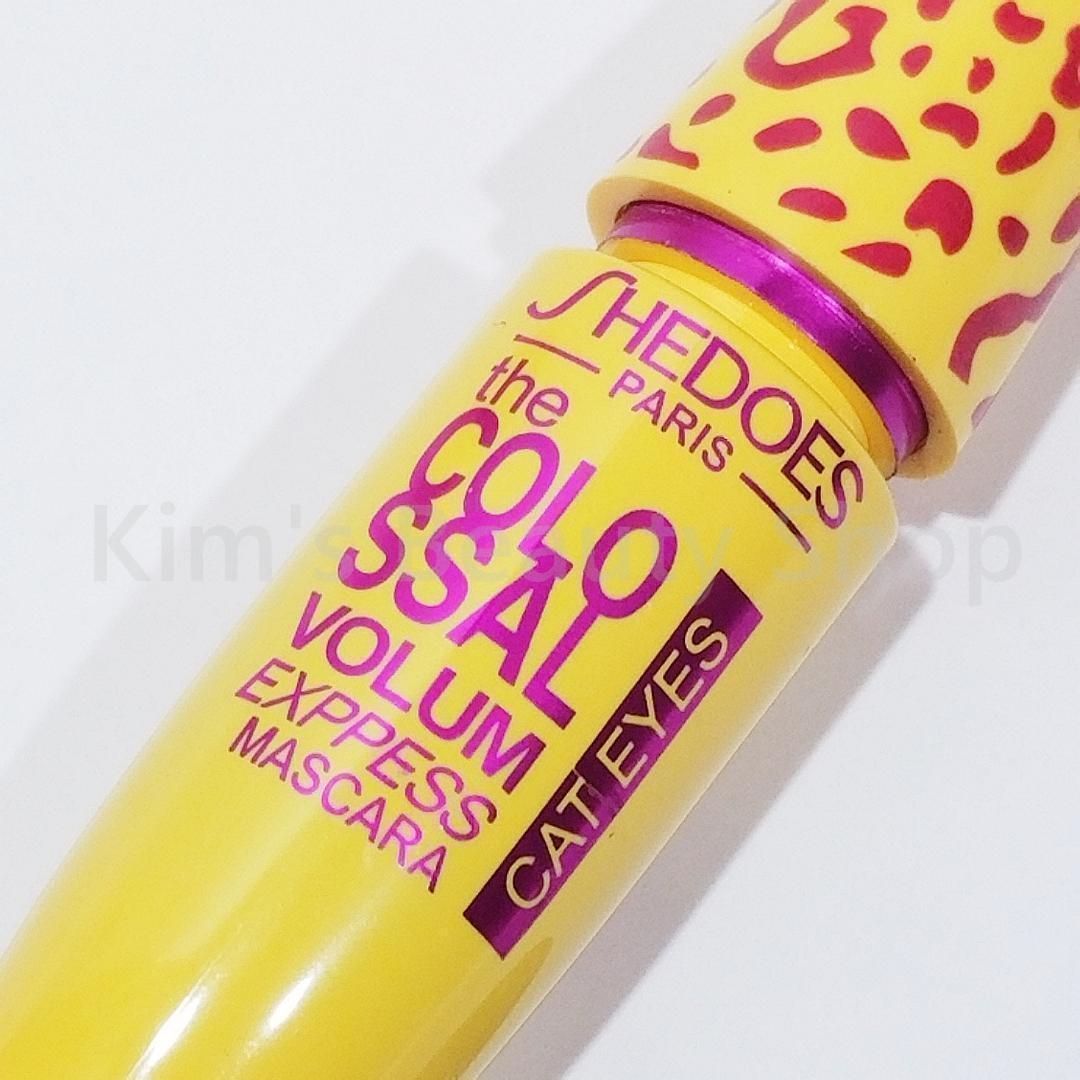 SHEDOES
PARIS
the
COLO
SSAL
VOLUM
EXPPESS
MASCARA
CAT EYES
Kim's Beauty Shop